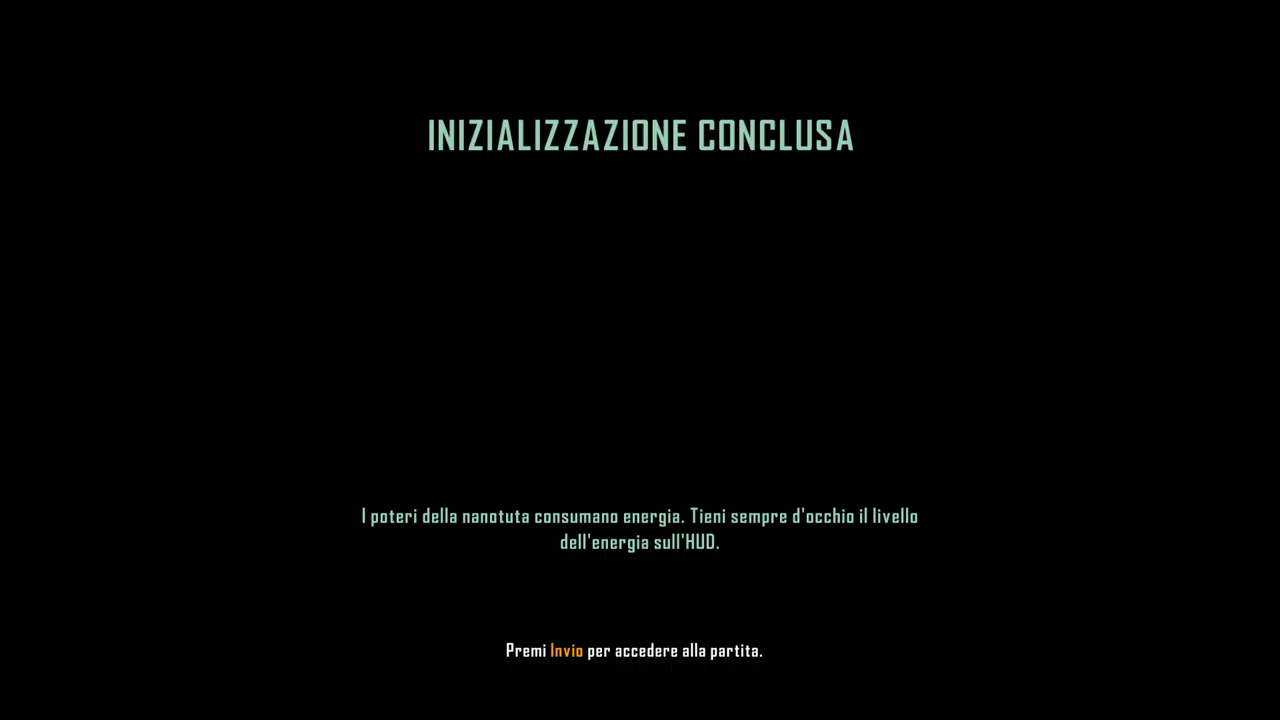 INIZIALIZZAZIONE CONCLUSA
I poteri della nanotuta consumano energia. Tieni sempre d'occhio il livello
dell'energia sull'HUD.
Premi Invio per accedere alla partita.